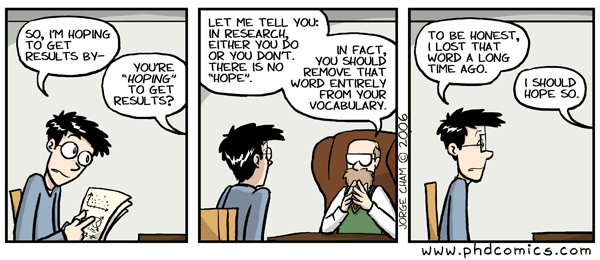 SO, I'M HOPING
TO GET
RESULTS BY–
YOU'RE
"HOPING"
TO GET
RESULTS?
LET ME TELL YOU:
IN RESEARCH,
EITHER YOU DO
OR YOU DON'T.
THERE IS NO
"HOPE".
IN FACT,
YOU SHOULD
REMOVE THAT
WORD ENTIRELY
FROM YOUR
VOCABULARY.
JORGE CHAM © 2006
TO BE HONEST,
I LOST THAT
WORD A LONG
TIME AGO.
I SHOULD
HOPE SO.
www.phdcomics.com